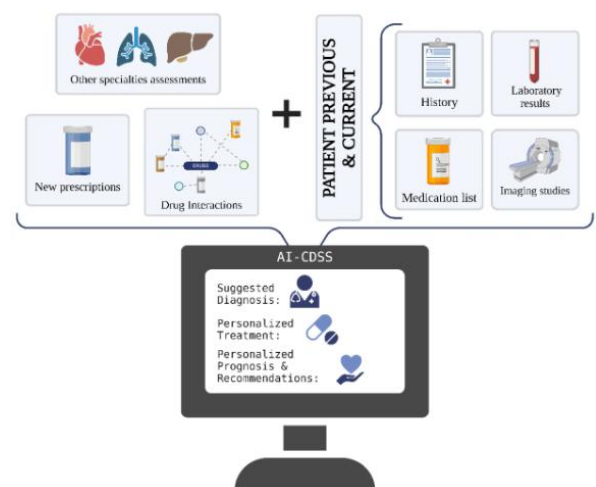 Other specialties assessments
New prescriptions
DRUGS
Drug Interactions
PATIENT PREVIOUS
& CURRENT
History
Laboratory
results
Medication list
Imaging studies
AI-CDSS
Suggested
Diagnosis:
Personalized
Treatment:
Personalized
Prognosis &
Recommendations: